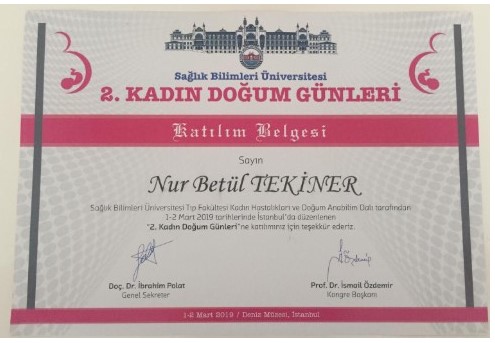 Sağlık Bilimleri Üniversitesi
2. KADIN DOĞUM GÜNLERİ
Katılım Belgesi
Sayın
Nur Betül TEKİNER
Sağlık Bilimleri Üniversitesi Tıp Fakültesi Kadın Hastalıkları ve Doğum Anabilim Dalı tarafından
1-2 Mart 2019 tarihlerinde İstanbul'da düzenlenen
"2. Kadın Doğum Günleri"ne katılımınız için teşekkür ederiz.
Doç. Dr. İbrahim Polat
Genel Sekreter
Prof. Dr. İsmail Özdemir
Kongre Başkanı
1-2 Mart 2019 / Deniz Müzesi, İstanbul